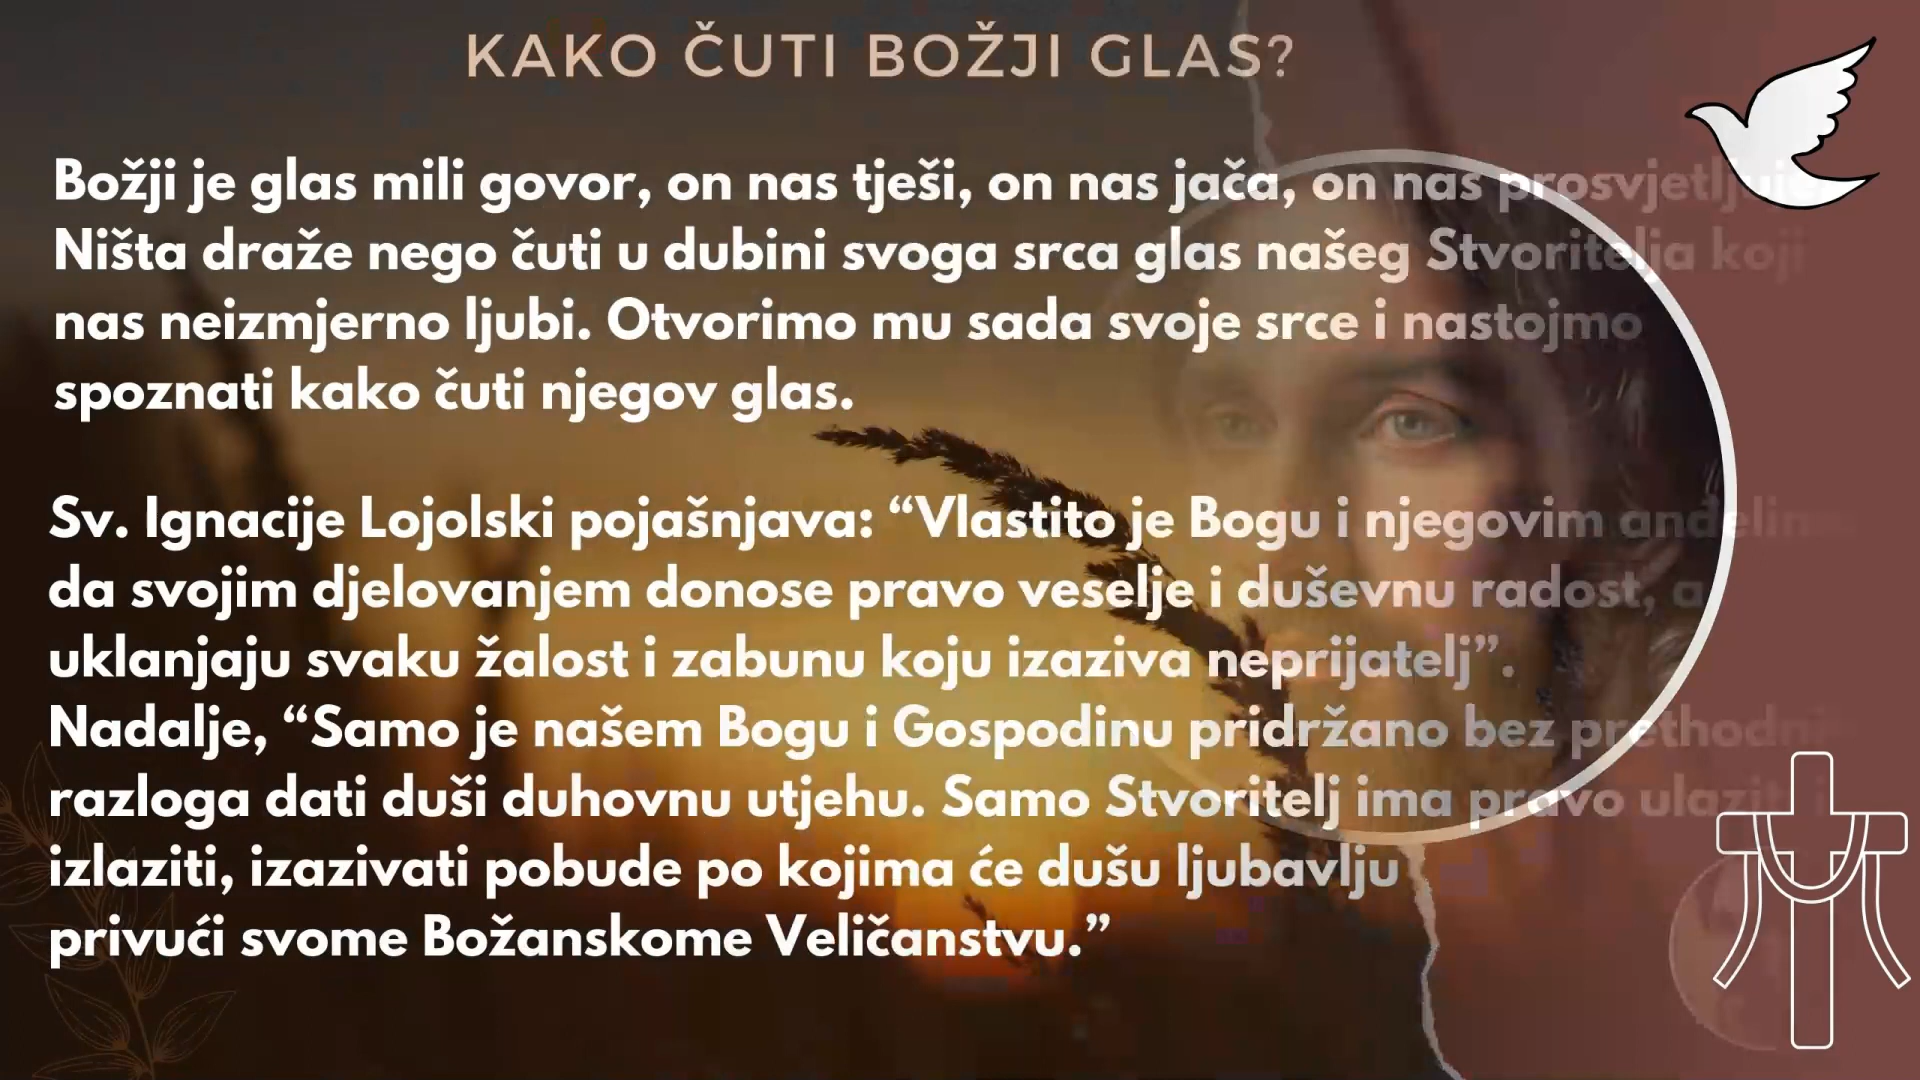 KAKO ČUTI BOŽJI GLAS?
Božji je glas mili govor, on nas tješi, on nas jača, on nas prosvjetljuje.
Ništa draže nego čuti u dubini svoga srca glas našeg Stvoritelja koji
nas neizmjerno ljubi. Otvorimo mu sada svoje srce i nastojmo
spoznati kako čuti njegov glas.
Sv. Ignacije Lojolski pojašnjava: “Vlastito je Bogu i njegovim anđelima
da svojim djelovanjem donose pravo veselje i duševnu radost, a
uklanjaju svaku žalost i zabunu koju izaziva neprijatelj”.
Nadalje, “Samo je našem Bogu i Gospodinu pridržano bez
razloga dati duši duhovnu utjehu. Samo Stvoritelj ima pravo ulaziti i
izlaziti, izazivati pobude po kojima će dušu ljubavlju
privući svome Božanskome Veličanstvu.”